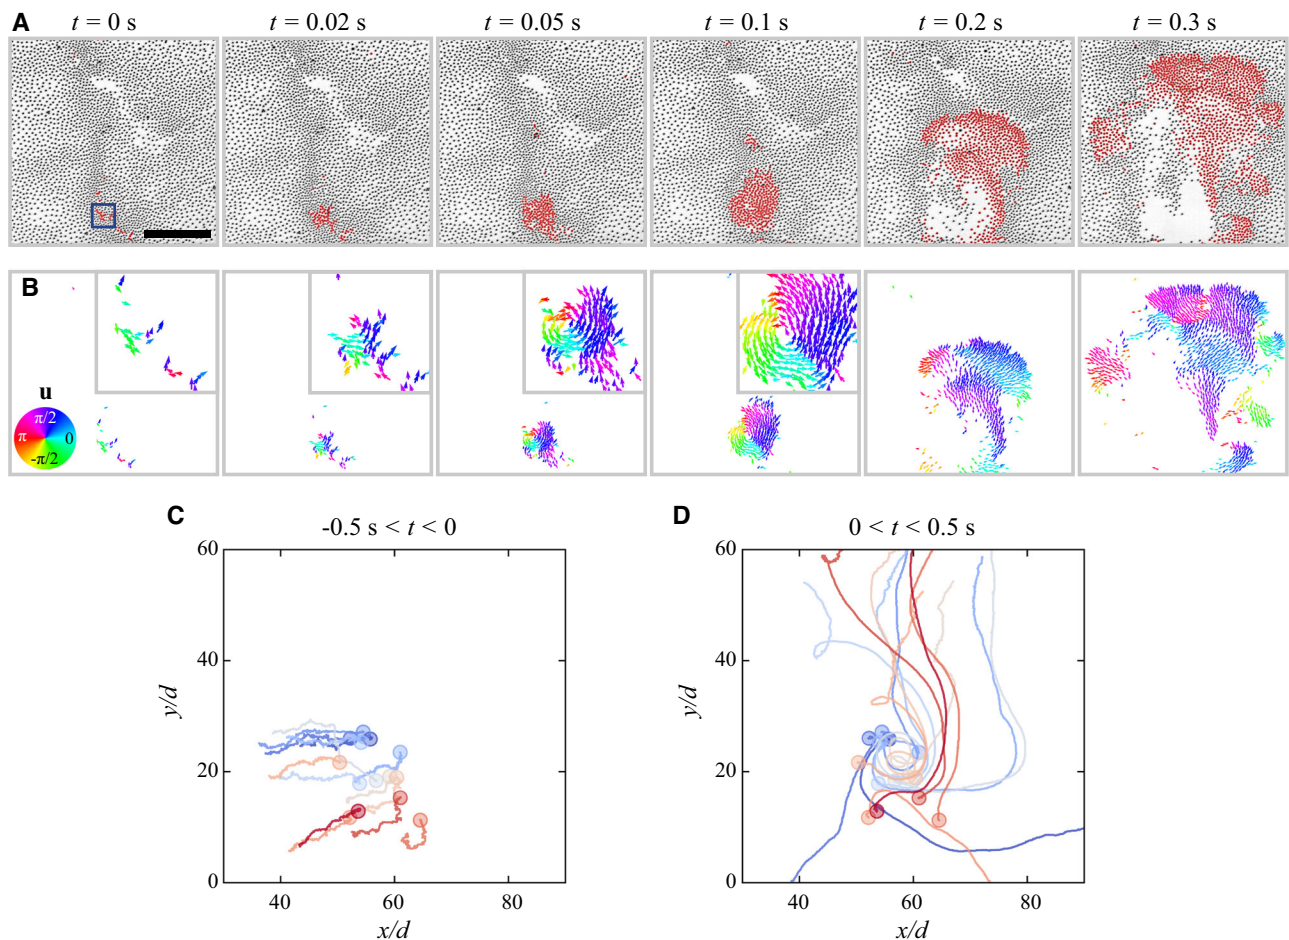 A
t = 0 s
t = 0.02 s
t = 0.05 s
t = 0.1 s
t = 0.2 s
t = 0.3 s
B
u
π/2
π
0
-π/2
C
-0.5 s < t < 0
60
40
20
0
y/d
40
60
80
x/d
D
0 < t < 0.5 s
60
40
20
0
y/d
40
60
80
x/d